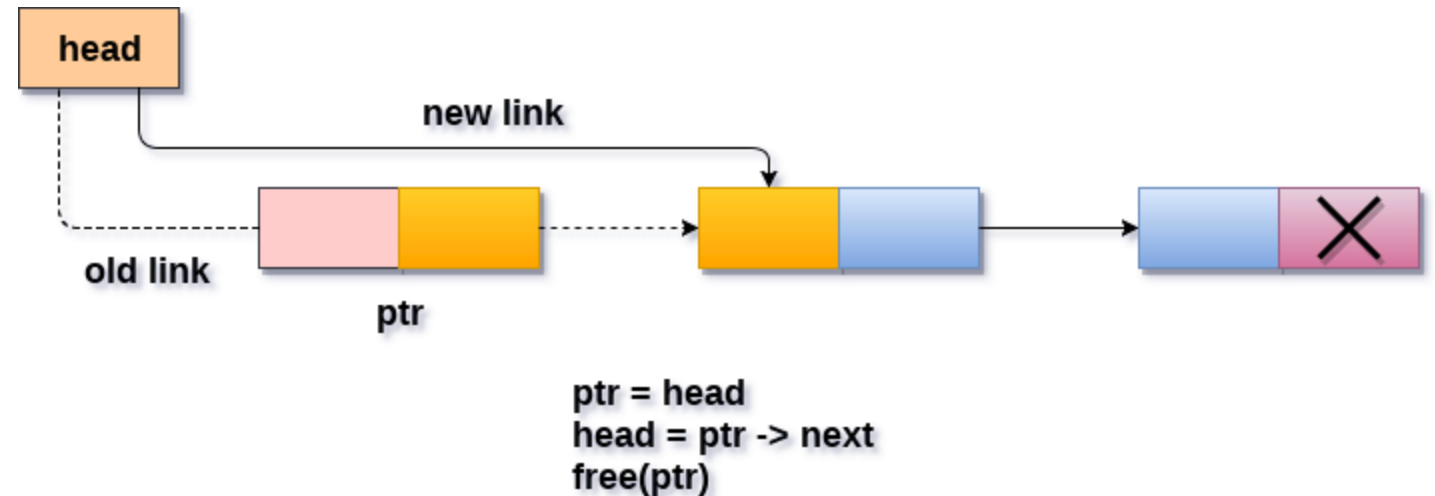 head
new link
old link
ptr
ptr = head
head = ptr -> next
free(ptr)